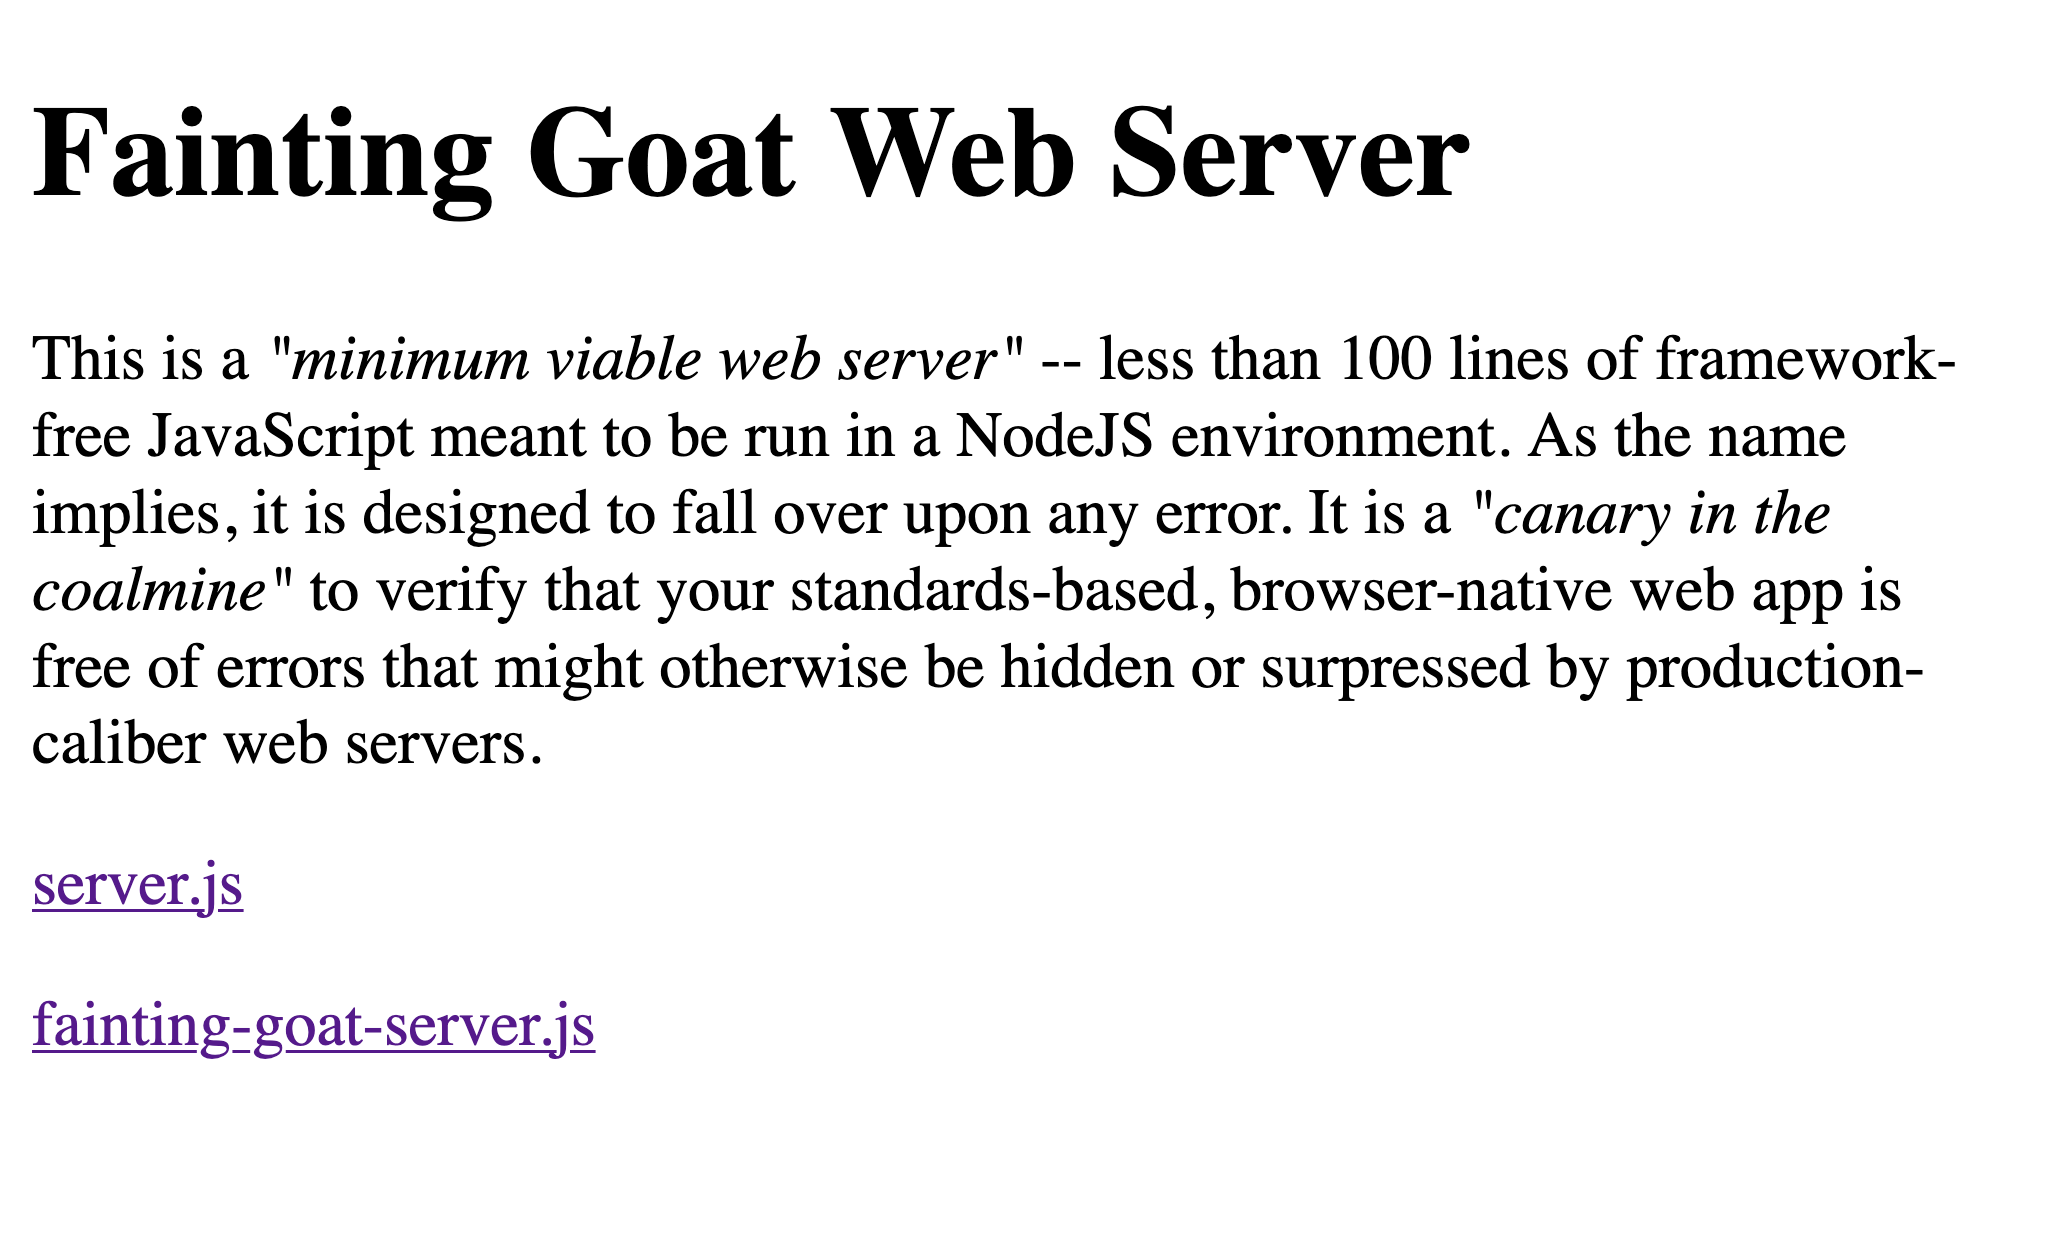 Fainting Goat Web Server
This is a "minimum viable web server" -- less than 100 lines of framework-
free JavaScript meant to be run in a NodeJS environment. As the name
implies, it is designed to fall over upon any error. It is a "canary in the
coalmine" to verify that your standards-based, browser-native web app is
free of errors that might otherwise be hidden or surpressed by production-
caliber web servers.
server.js
fainting-goat-server.js